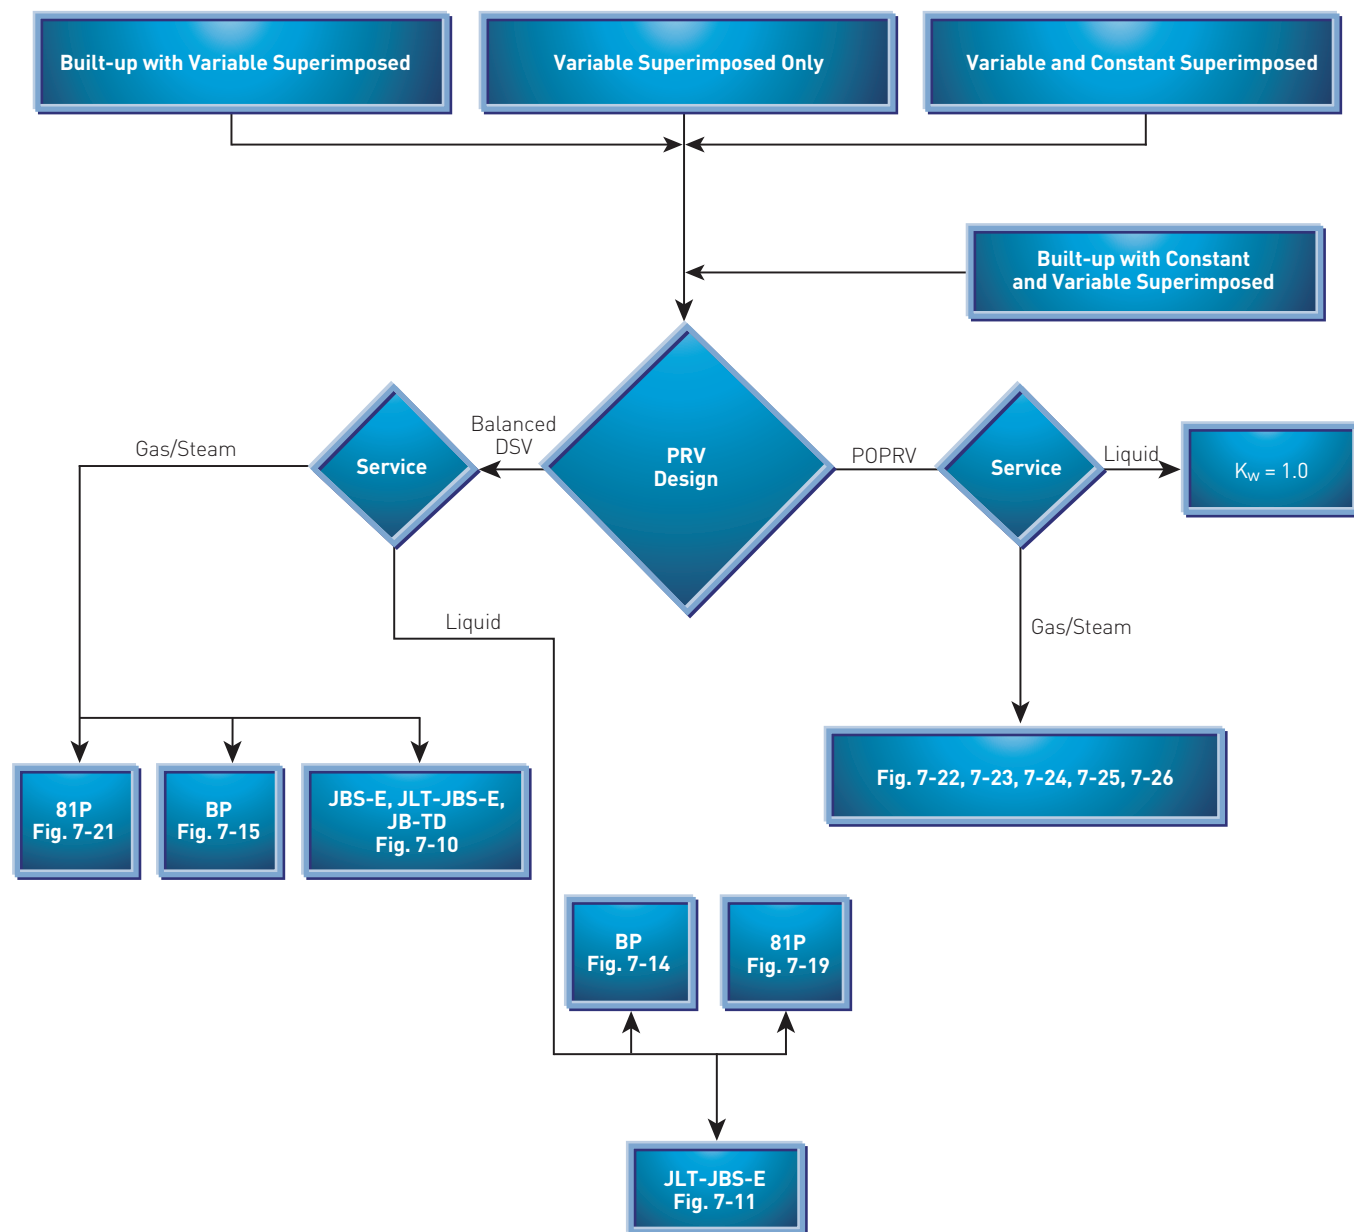 Built-up with Variable Superimposed
Variable Superimposed Only
Variable and Constant Superimposed
Built-up with Constant
and Variable Superimposed
Gas/Steam
Service
Balanced
DSV
PRV
Design
POPRV
Service
Liquid
Kw = 1.0
Liquid
Gas/Steam
81P
Fig. 7-21
BP
Fig. 7-15
JBS-E, JLT-JBS-E,
JB-TD
Fig. 7-10
Fig. 7-22, 7-23, 7-24, 7-25, 7-26
BP
Fig. 7-14
81P
Fig. 7-19
JLT-JBS-E
Fig. 7-11